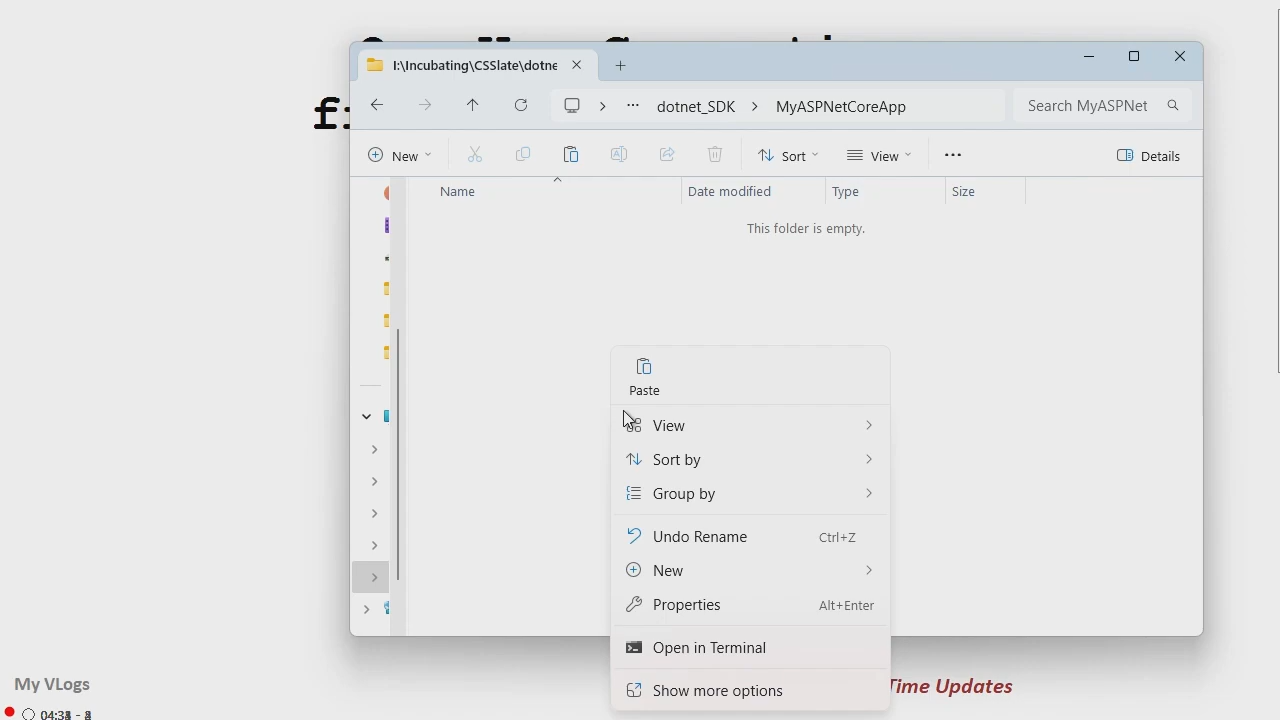 I:\Incubating\CSSlate\dotne
dotnet_SDK
MyASPNetCoreApp
Search MyASPNet
New
Sort
View
Details
Name
Date modified
Type
Size
This folder is empty.
Paste
View
Sort by
Group by
Undo Rename Ctrl+Z
New
Properties Alt+Enter
Open in Terminal
Show more options
My VLogs
Time Updates